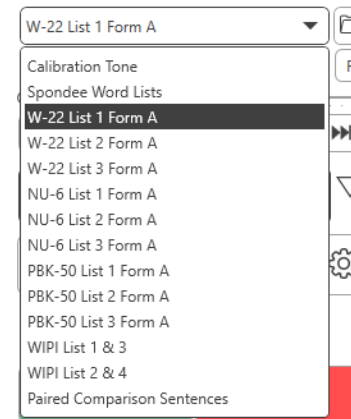 W-22 List 1 Form A
Calibration Tone
Spondee Word Lists
W-22 List 1 Form A
W-22 List 2 Form A
W-22 List 3 Form A
NU-6 List 1 Form A
NU-6 List 2 Form A
NU-6 List 3 Form A
PBK-50 List 1 Form A
PBK-50 List 2 Form A
PBK-50 List 3 Form A
WIPI List 1 & 3
WIPI List 2 & 4
Paired Comparison Sentences